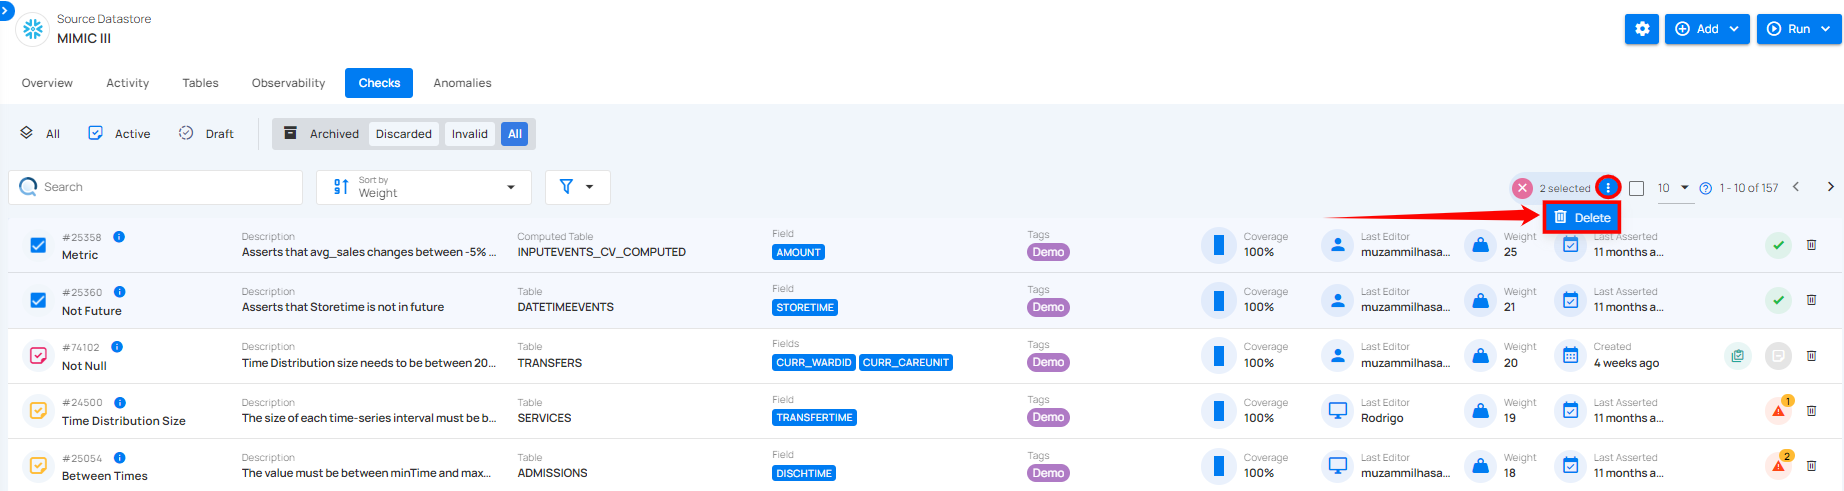 Source Datastore
MIMIC III
Add
Run
Overview Activity Tables Observability Checks Anomalies
All Active Draft Archived Discarded Invalid All
Search
Sort by
Weight
2 selected
10
1 - 10 of 157
Delete
#25358 Description Computed Table Field Tags Coverage Last Editor Weight Last Asserted
Metric Asserts that avg_sales changes between -5% ... INPUTEVENTS_CV_COMPUTED AMOUNT Demo 100% muzammilhasa... 25 11 months a...
#25360 Description Table Field Tags Coverage Last Editor Weight Last Asserted
Not Future Asserts that Storetime is not in future DATETIMEEVENTS STORETIME Demo 100% muzammilhasa... 21 11 months a...
#74102 Description Table Fields Tags Coverage Last Editor Weight Created
Not Null Time Distribution size needs to be between 20... TRANSFERS CURR_WARDID CURR_CAREUNIT Demo 100% muzammilhasa... 20 4 weeks ago
#24500 Description Table Field Tags Coverage Last Editor Weight Last Asserted 1
Time Distribution Size The size of each time-series interval must be b... SERVICES TRANSFERTIME Demo 100% Rodrigo 19 11 months a...
#25054 Description Table Field Tags Coverage Last Editor Weight Last Asserted 2
Between Times The value must be between minTime and max... ADMISSIONS DISCHTIME Demo 100% muzammilhasa... 18 11 months a...